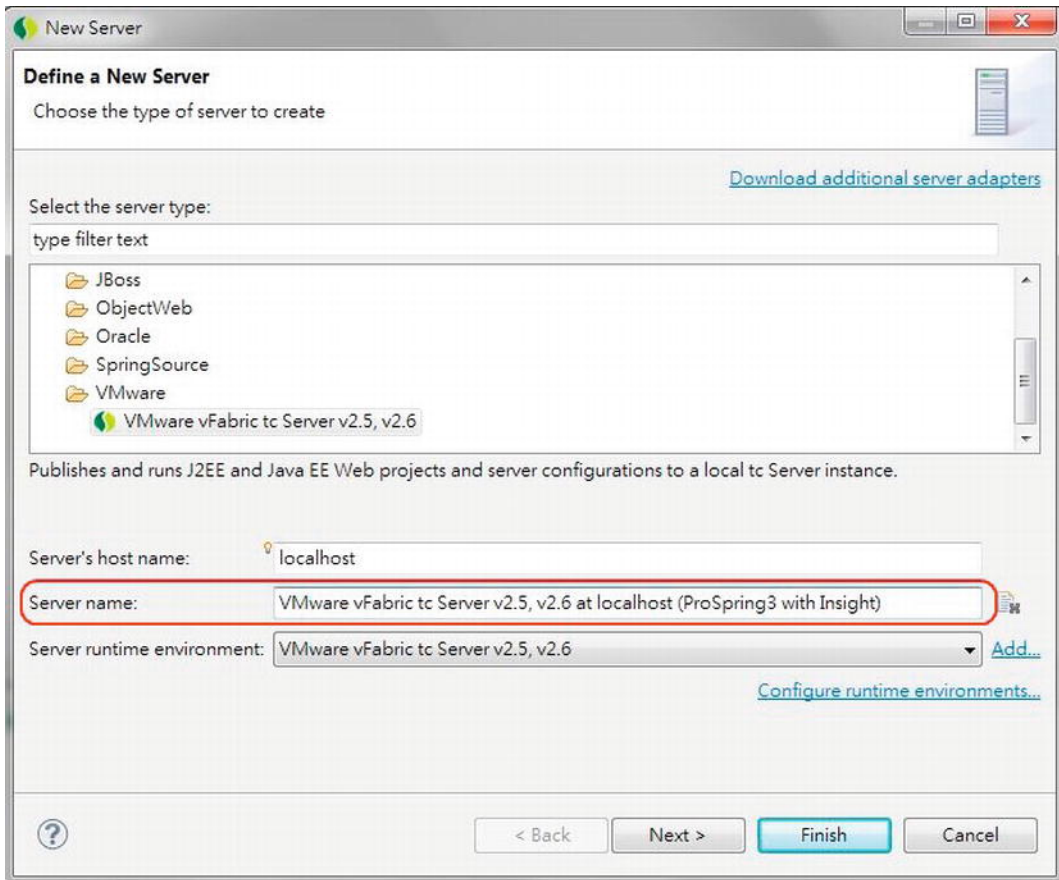 New Server
Define a New Server
Choose the type of server to create
Download additional server adapters
Select the server type:
type filter text
JBoss
ObjectWeb
Oracle
SpringSource
VMware
VMware vFabric tc Server v2.5, v2.6
Publishes and runs J2EE and Java EE Web projects and server configurations to a local tc Server instance.
Server's host name: localhost
Server name: VMware vFabric tc Server v2.5, v2.6 at localhost (ProSpring3 with Insight)
Server runtime environment: VMware vFabric tc Server v2.5, v2.6 Add...
Configure runtime environments...
? < Back Next > Finish Cancel